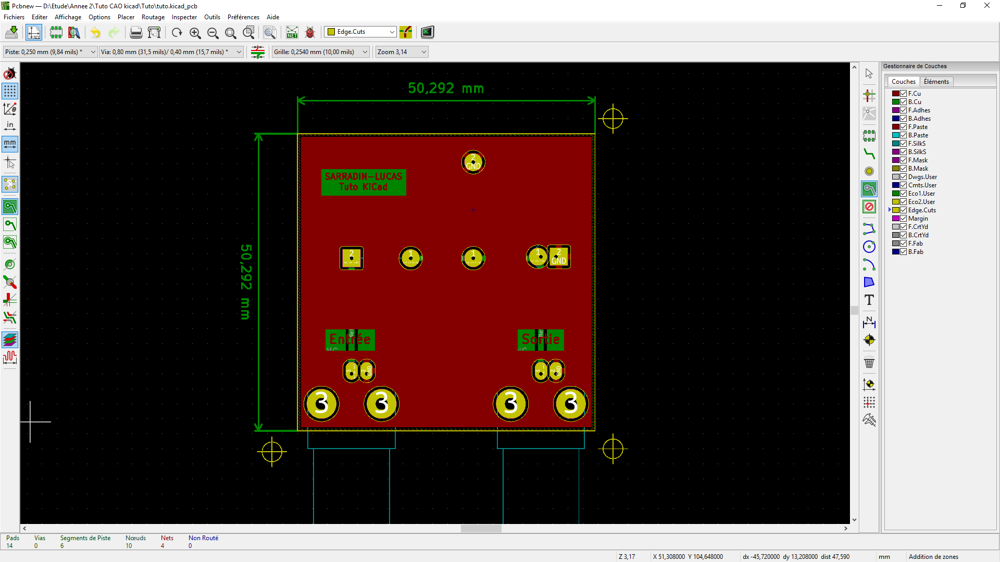 Pcbnew — D:\Etude\Annee 2\Tuto CAO kicad\Tuto\tuto.kicad_pcb
Fichiers Editer Affichage Options Placer Routage Inspecter Outils Préférences Aide
NET
Edge.Cuts
Piste: 0,250 mm (9,84 mils) *
Via: 0,80 mm (31,5 mils)/ 0,40 mm (15,7 mils) *
Grille: 0,2540 mm (10,00 mils)
Zoom 3,14
in
mm
50,292 mm
50,292 mm
2
GND
SARRADIN-LUCAS
Tuto KiCad
2
1
1
1
2
GND
Entrée
Sortie
1
2
GND
1
2
GND
3
3
3
3
T
N
Gestionnaire de Couches
Couches
Éléments
F.Cu
B.Cu
F.Adhes
B.Adhes
F.Paste
B.Paste
F.SilkS
B.SilkS
F.Mask
B.Mask
Dwgs.User
Cmts.User
Eco1.User
Eco2.User
Edge.Cuts
Margin
F.CrtYd
B.CrtYd
F.Fab
B.Fab
Pads Vias Segments de Piste Nœuds Nets Non Routé
14 0 6 10 4 0
Z 3,17
X 51,308000 Y 104,648000
dx -45,720000 dy 13,208000 dist 47,590
mm
Addition de zones